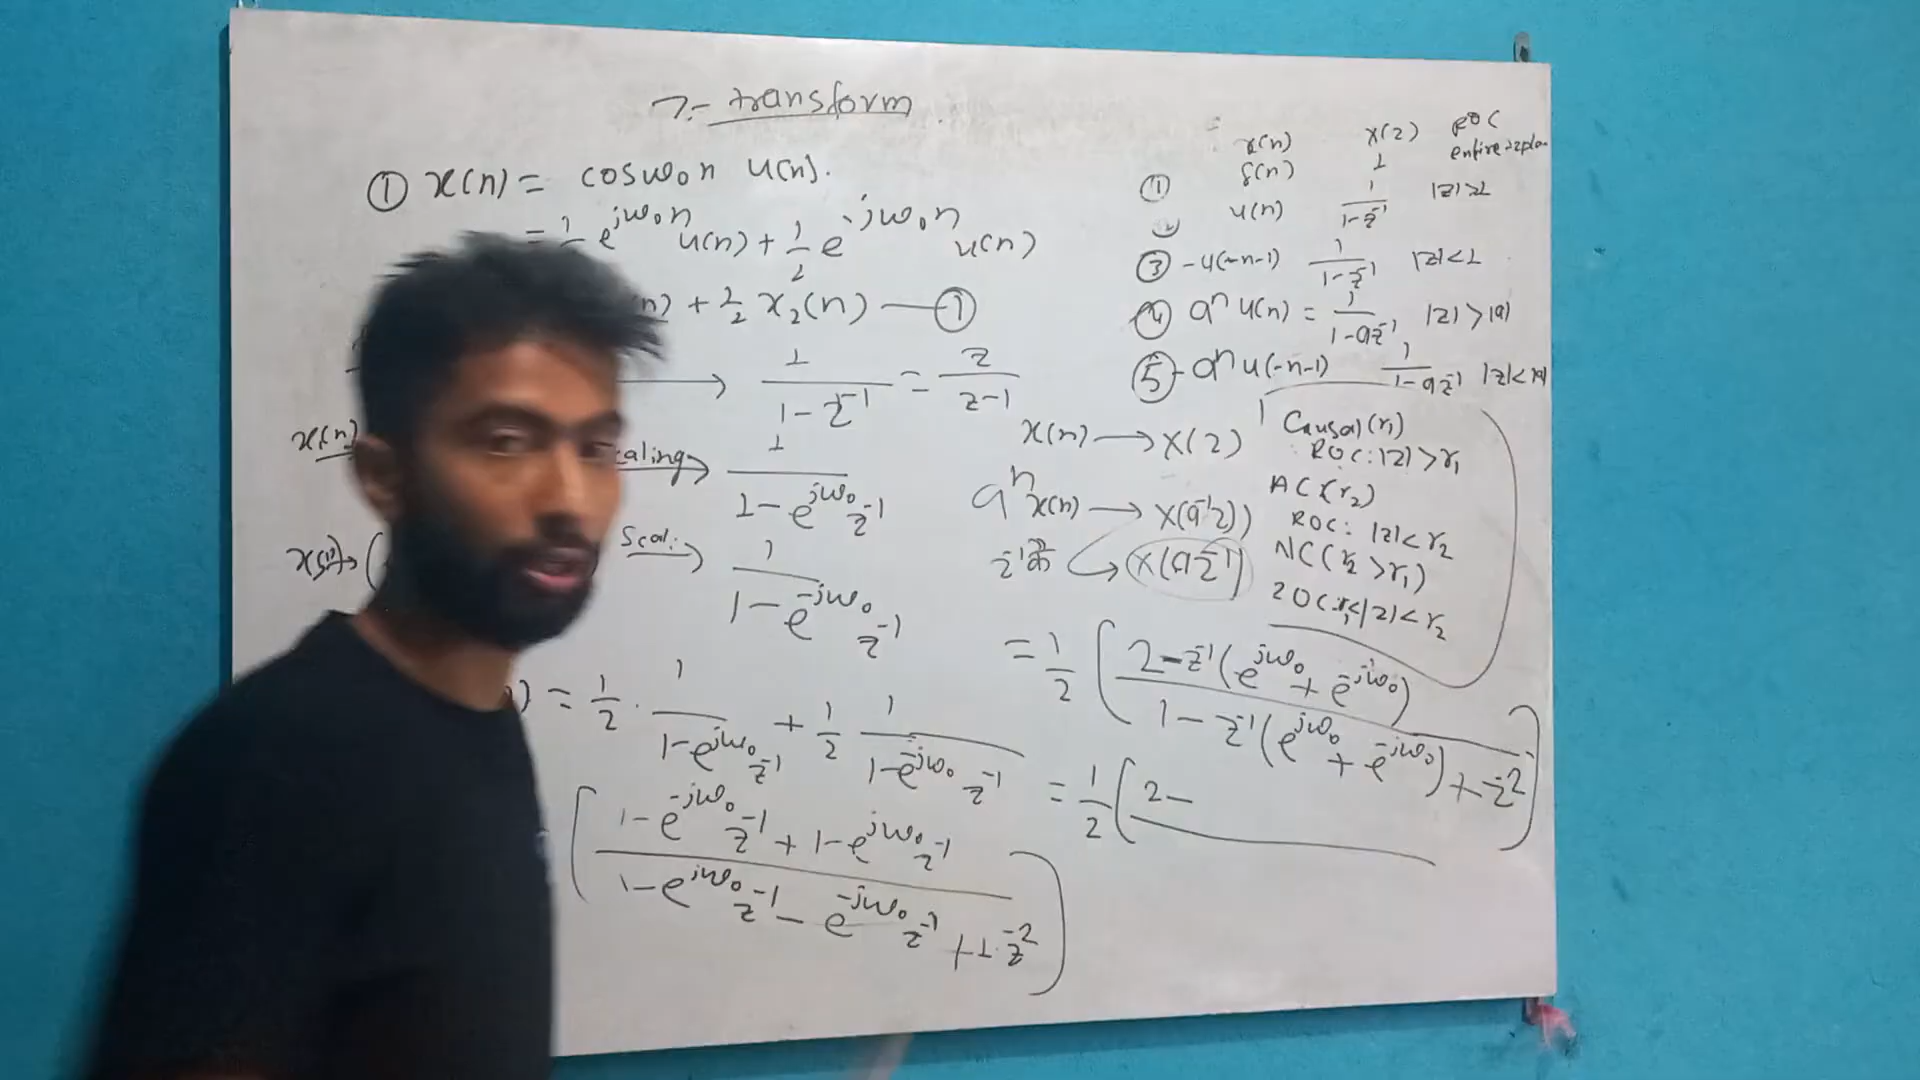 z-transform
① x(n) = cosω₀n u(n).
= ½ e^{jω₀n} u(n) + ½ e^{-jω₀n} u(n)
(n) + ½ x₂(n) — ①
→ 1/(1-z⁻¹) = z/(z-1)
x(n) caling → 1/(1-e^{jω₀}z⁻¹)
Scal. → 1/(1-e^{-jω₀}z⁻¹)
) = ½ · 1/(1-e^{jω₀}z⁻¹) + ½ 1/(1-e^{-jω₀}z⁻¹)
[(1-e^{-jω₀}z⁻¹ + 1-e^{jω₀}z⁻¹)/(1-e^{jω₀}z⁻¹ - e^{-jω₀}z⁻¹ + 1·z⁻²)]
x(n) X(z) ROC
① δ(n) 1 entire z pla
u(n) 1/(1-z⁻¹) |z|>1
③ -u(-n-1) 1/(1-z⁻¹) |z|<1
④ aⁿ u(n) = 1/(1-az⁻¹) |z|>|a|
⑤ -aⁿ u(-n-1) 1/(1-az⁻¹) |z|<|a|
x(n) → X(z)
aⁿ x(n) → X(a⁻¹z))
z⁻¹ → X(az⁻¹)
Causal(r₁)
ROC: |z|>r₁
AC(r₂)
ROC: |z|<r₂
NC(r₂>r₁)
ROC: r₁<|z|<r₂
= ½ [(2-z⁻¹(e^{jω₀} + e^{-jω₀}))/(1-z⁻¹(e^{jω₀} + e^{-jω₀}) + z⁻²)]
= ½ (2-